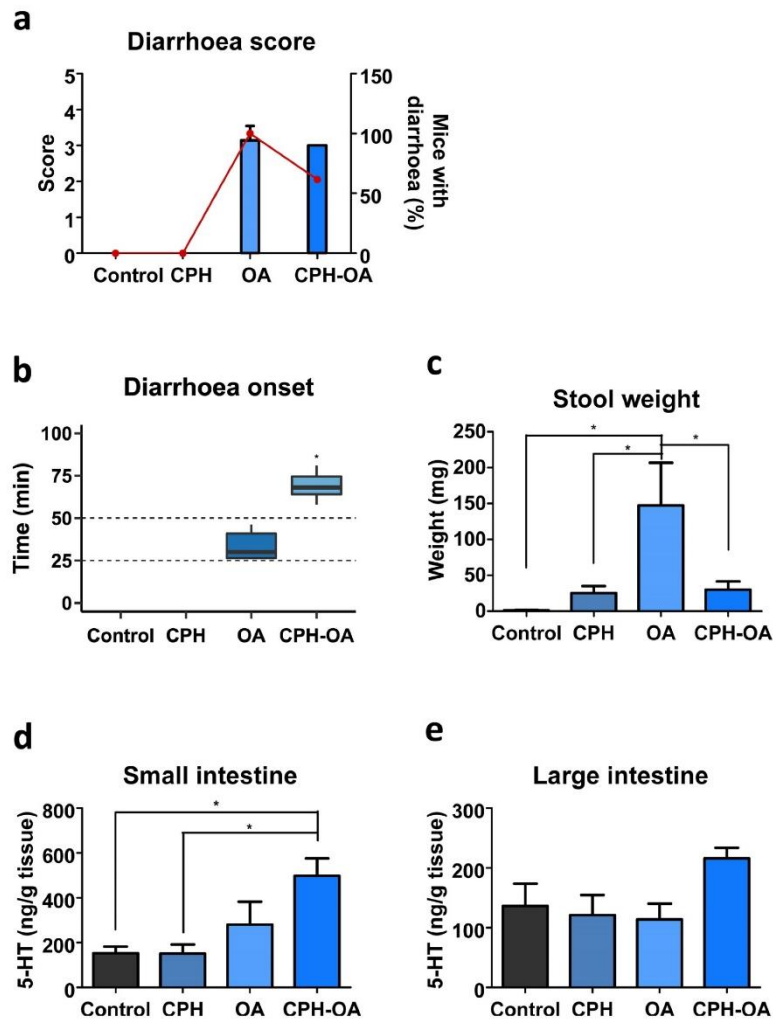 a
Diarrhoea score
5
4
3
2
1
0
Score
150
100
50
0
Mice with
diarrhoea (%)
Control CPH OA CPH-OA
b
Diarrhoea onset
100
75
50
25
0
Time (min)
*
Control CPH OA CPH-OA
c
Stool weight
250
200
150
100
50
0
Weight (mg)
*
*
*
Control CPH OA CPH-OA
d
Small intestine
800
600
400
200
0
5-HT (ng/g tissue)
*
*
Control CPH OA CPH-OA
e
Large intestine
300
200
100
0
5-HT (ng/g tissue)
Control CPH OA CPH-OA